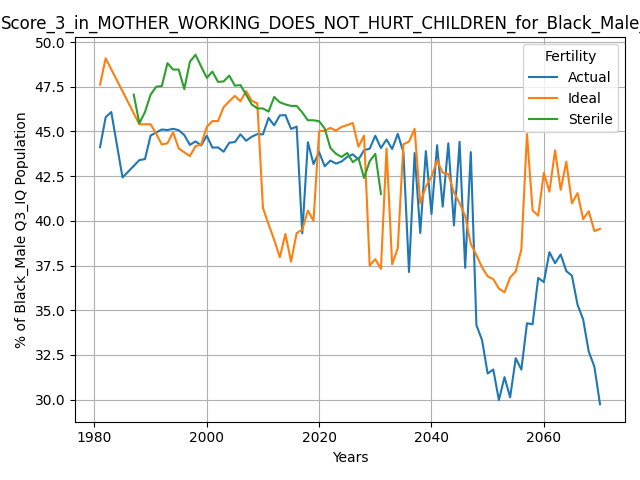 Score_3_in_MOTHER_WORKING_DOES_NOT_HURT_CHILDREN_for_Black_Male_
50.0
47.5
45.0
42.5
40.0
37.5
35.0
32.5
30.0
% of Black_Male Q3_IQ Population
Fertility
Actual
Ideal
Sterile
1980
2000
2020
2040
2060
Years